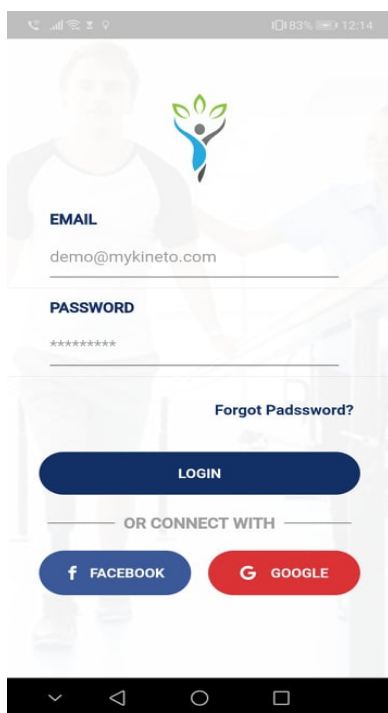 83% 12:14
EMAIL
demo@mykineto.com
PASSWORD
*********
Forgot Padssword?
LOGIN
OR CONNECT WITH
f FACEBOOK
G GOOGLE